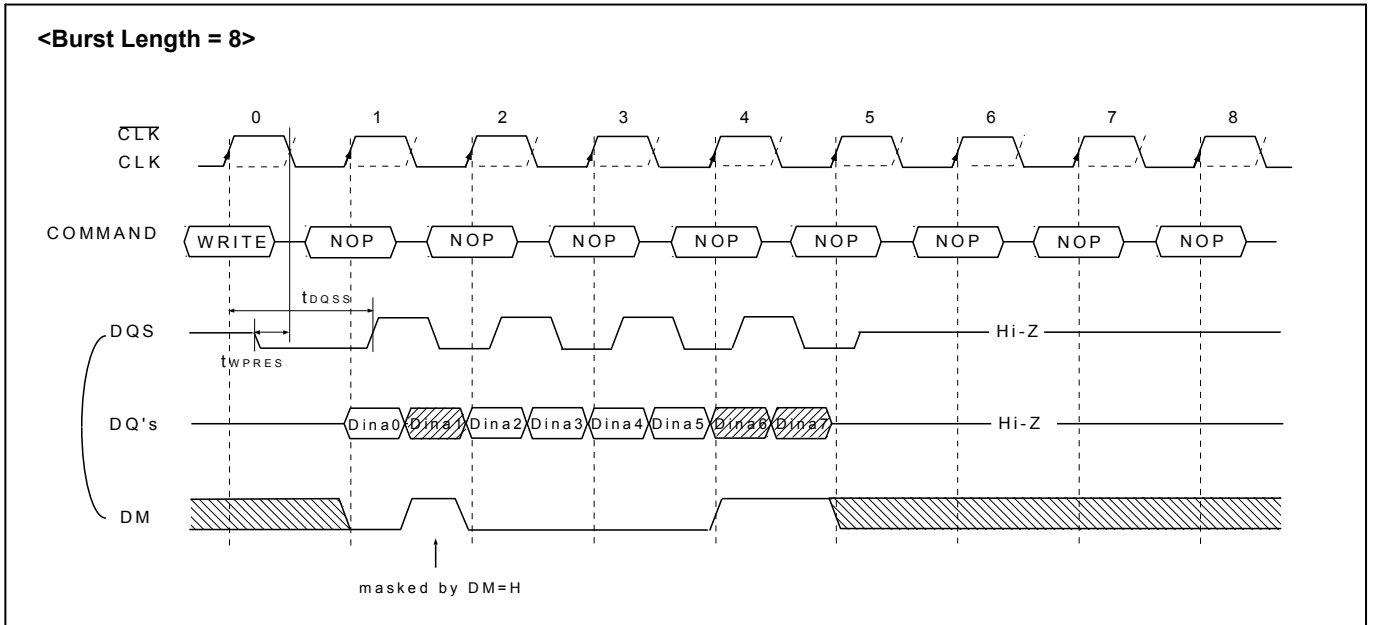 <Burst Length = 8>
0 1 2 3 4 5 6 7 8
CLK
CLK
COMMAND WRITE NOP NOP NOP NOP NOP NOP NOP NOP
tDQSS
DQS Hi-Z
tWPRES
DQ's Dina0 Dina1 Dina2 Dina3 Dina4 Dina5 Dina6 Dina7 Hi-Z
DM
masked by DM=H